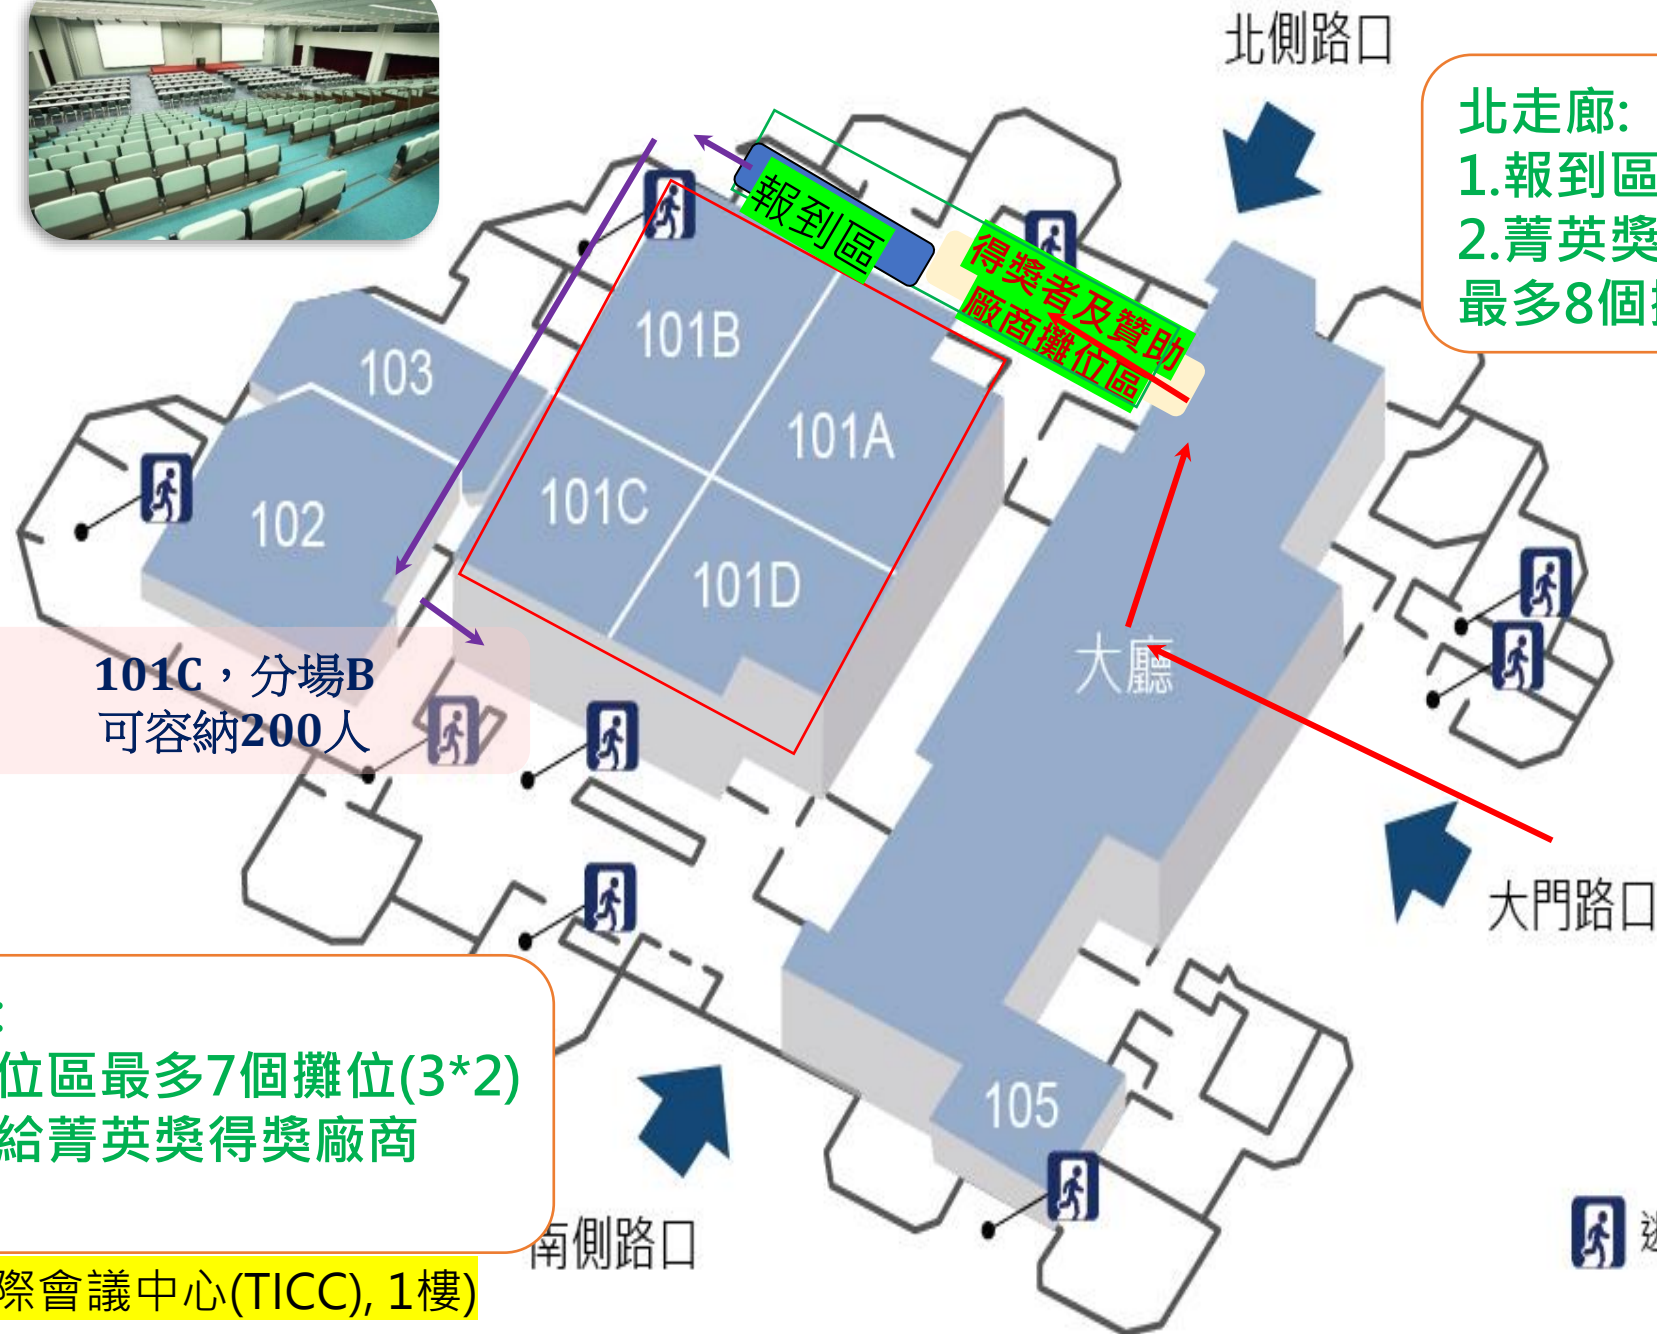 北側路口
北走廊:
1.報到區
2.菁英獎
最多8個
報到區
得獎者及贊助
廠商攤位區
101B
103
101A
101C
102
101D
大廳
101C，分場B
可容納200人
大門路口
:
位區最多7個攤位(3*2)
給菁英獎得獎廠商
105
南側路口
際會議中心(TICC), 1樓)